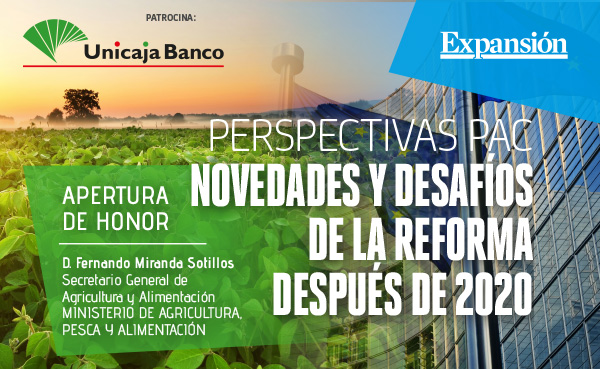 PATROCINA:
Unicaja Banco
Expansión
PERSPECTIVAS PAC
NOVEDADES Y DESAFÍOS
DE LA REFORMA
DESPUÉS DE 2020
APERTURA
DE HONOR
D. Fernando Miranda Sotillos
Secretario General de
Agricultura y Alimentación
MINISTERIO DE AGRICULTURA,
PESCA Y ALIMENTACIÓN